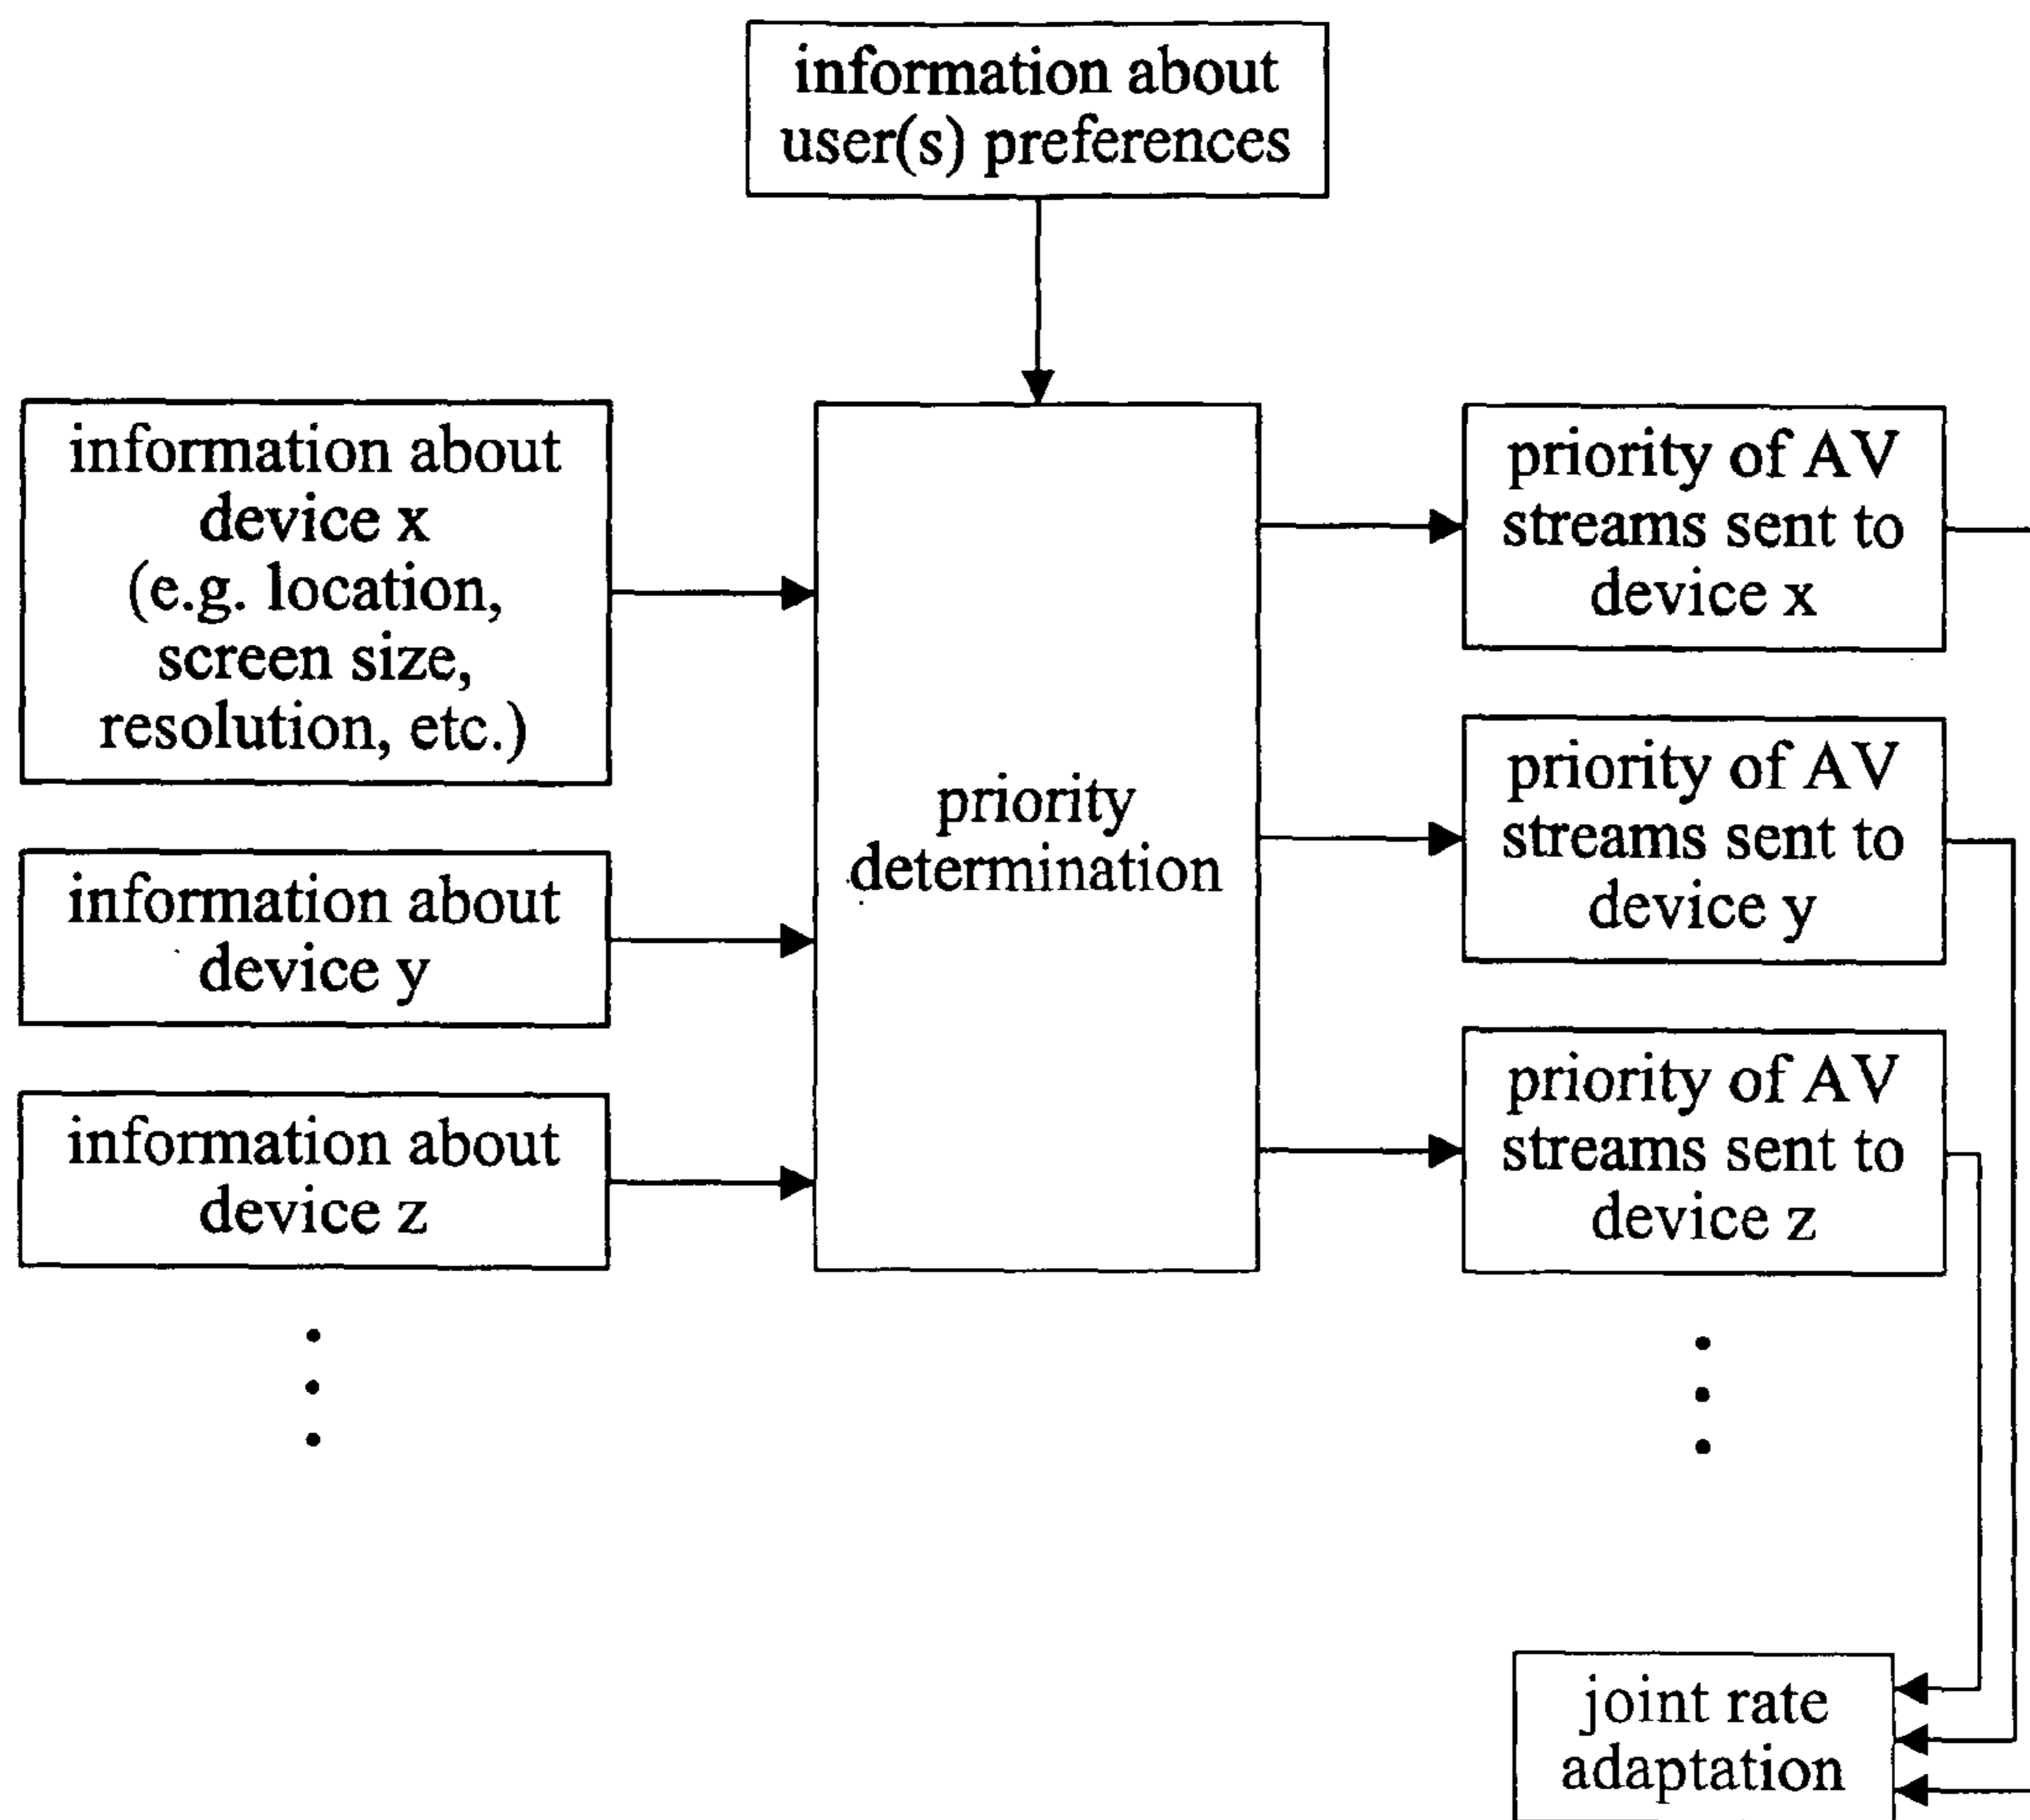 information about
user(s) preferences
information about
device x
(e.g. location,
screen size,
resolution, etc.)
information about
device y
information about
device z
priority
determination
priority of AV
streams sent to
device x
priority of AV
streams sent to
device y
priority of AV
streams sent to
device z
joint rate
adaptation